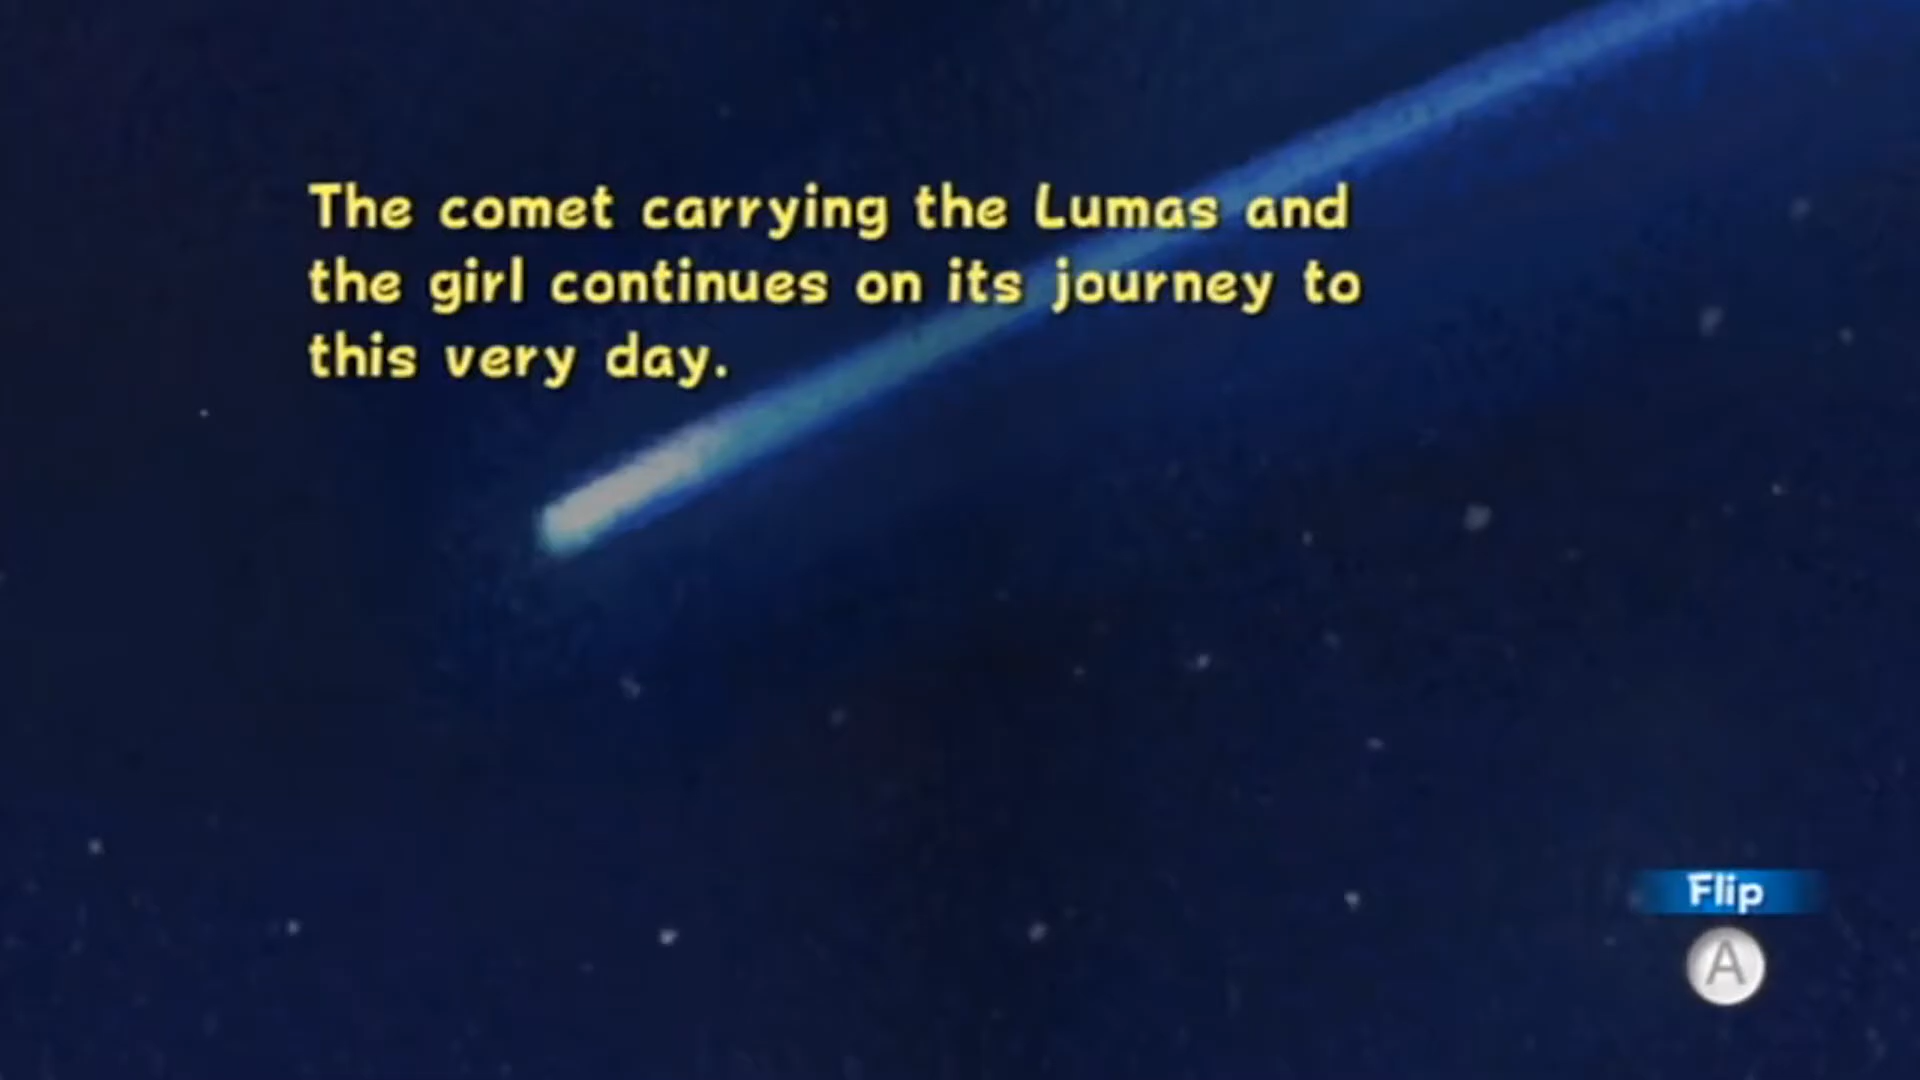 The comet carrying the Lumas and
the girl continues on its journey to
this very day.
Flip
A